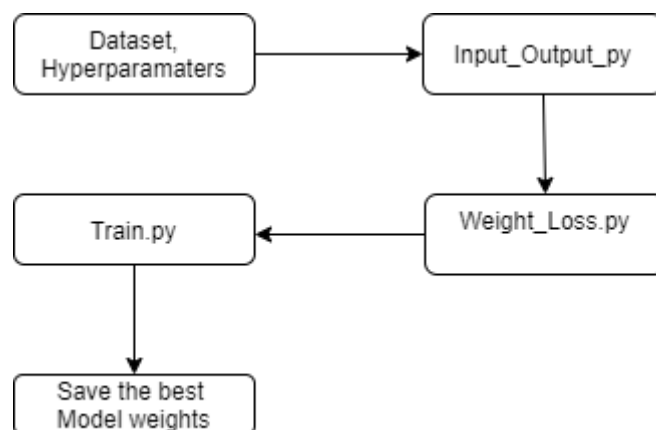 Dataset,
Hyperparamaters
Input_Output_py
Weight_Loss.py
Train.py
Save the best
Model weights